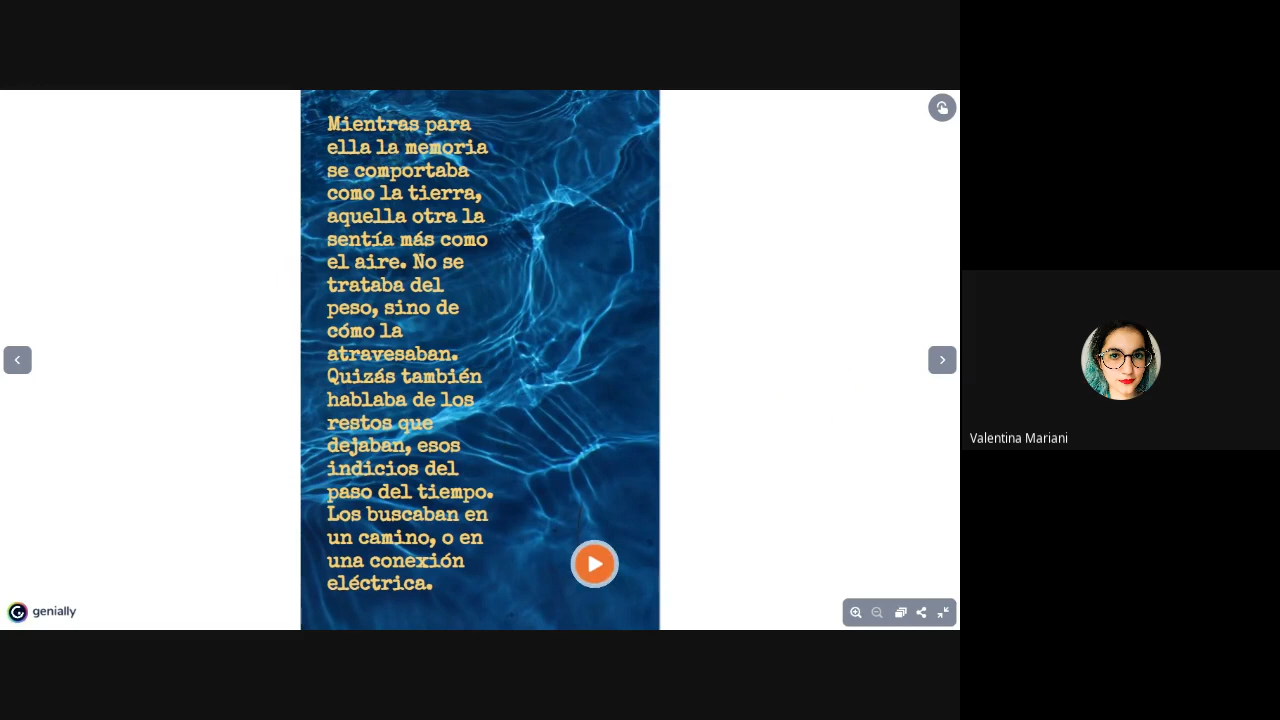 Mientras para
ella la memoria
se comportaba
como la tierra,
aquella otra la
sentía más como
el aire. No se
trataba del
peso, sino de
cómo la
atravesaban.
Quizás también
hablaba de los
restos que
dejaban, esos
indicios del
paso del tiempo.
Los buscaban en
un camino, o en
una conexión
eléctrica.
genially
Valentina Mariani